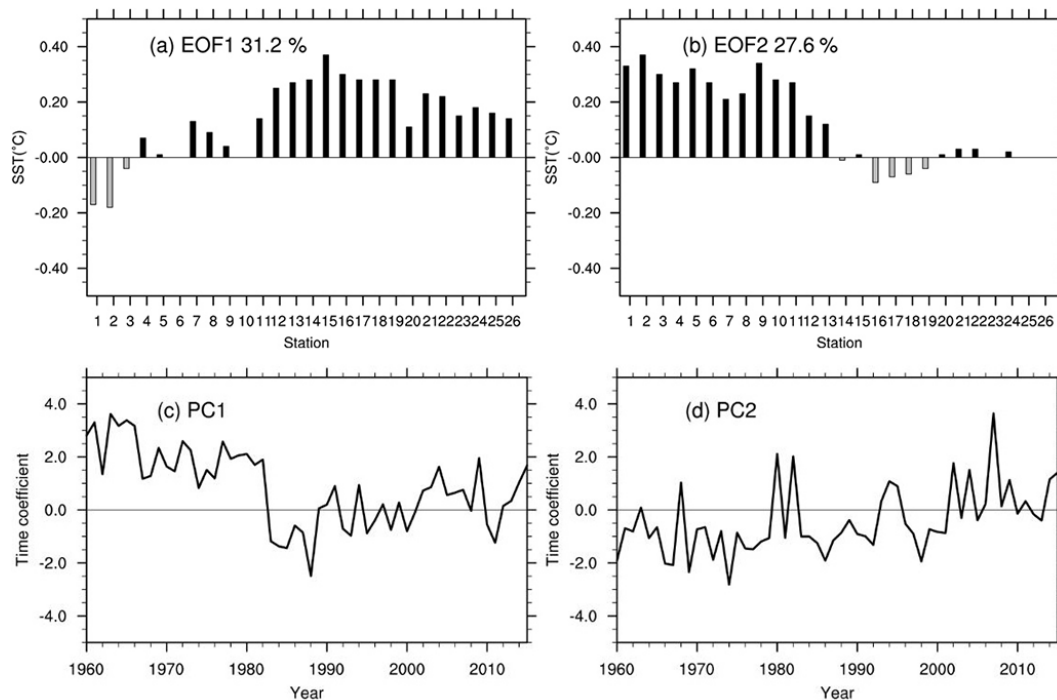 (a) EOF1 31.2 %
0.40
0.20
-0.00
-0.20
-0.40
SST(°C)
1 2 3 4 5 6 7 8 9 10 11 12 13 14 15 16 17 18 19 20 21 22 23 24 25 26
Station
(b) EOF2 27.6 %
0.40
0.20
-0.00
-0.20
-0.40
SST(°C)
1 2 3 4 5 6 7 8 9 10 11 12 13 14 15 16 17 18 19 20 21 22 23 24 25 26
Station
(c) PC1
4.0
2.0
0.0
-2.0
-4.0
Time coefficient
1960 1970 1980 1990 2000 2010
Year
(d) PC2
4.0
2.0
0.0
-2.0
-4.0
Time coefficient
1960 1970 1980 1990 2000 2010
Year